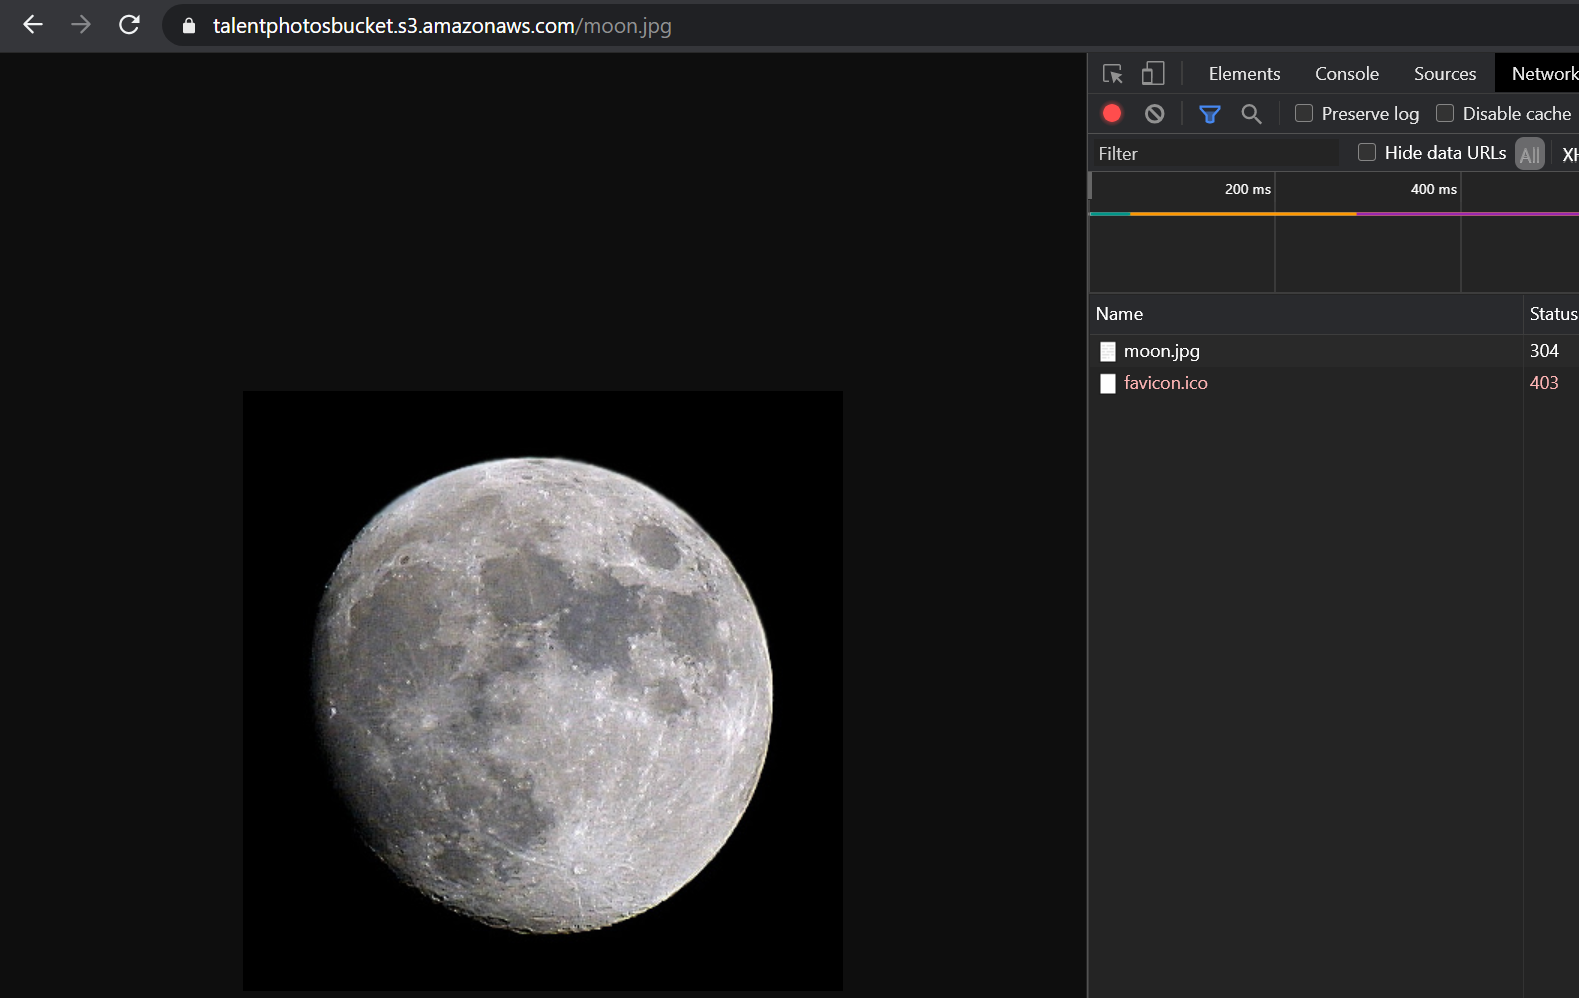 talentphotosbucket.s3.amazonaws.com/moon.jpg
Elements Console Sources Network
Preserve log Disable cache
Filter Hide data URLs All
200 ms 400 ms
Name Status
moon.jpg 304
favicon.ico 403